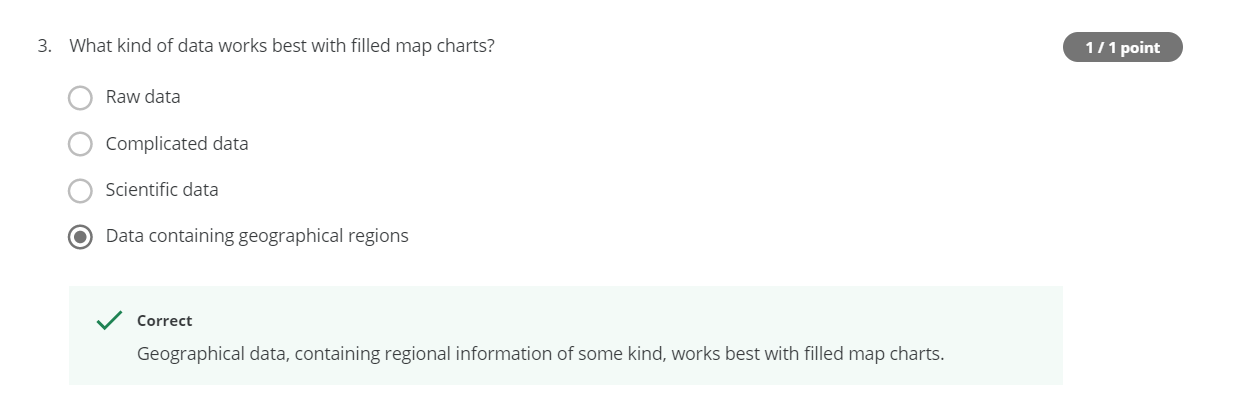 3. What kind of data works best with filled map charts?
1 / 1 point
Raw data
Complicated data
Scientific data
Data containing geographical regions
Correct
Geographical data, containing regional information of some kind, works best with filled map charts.